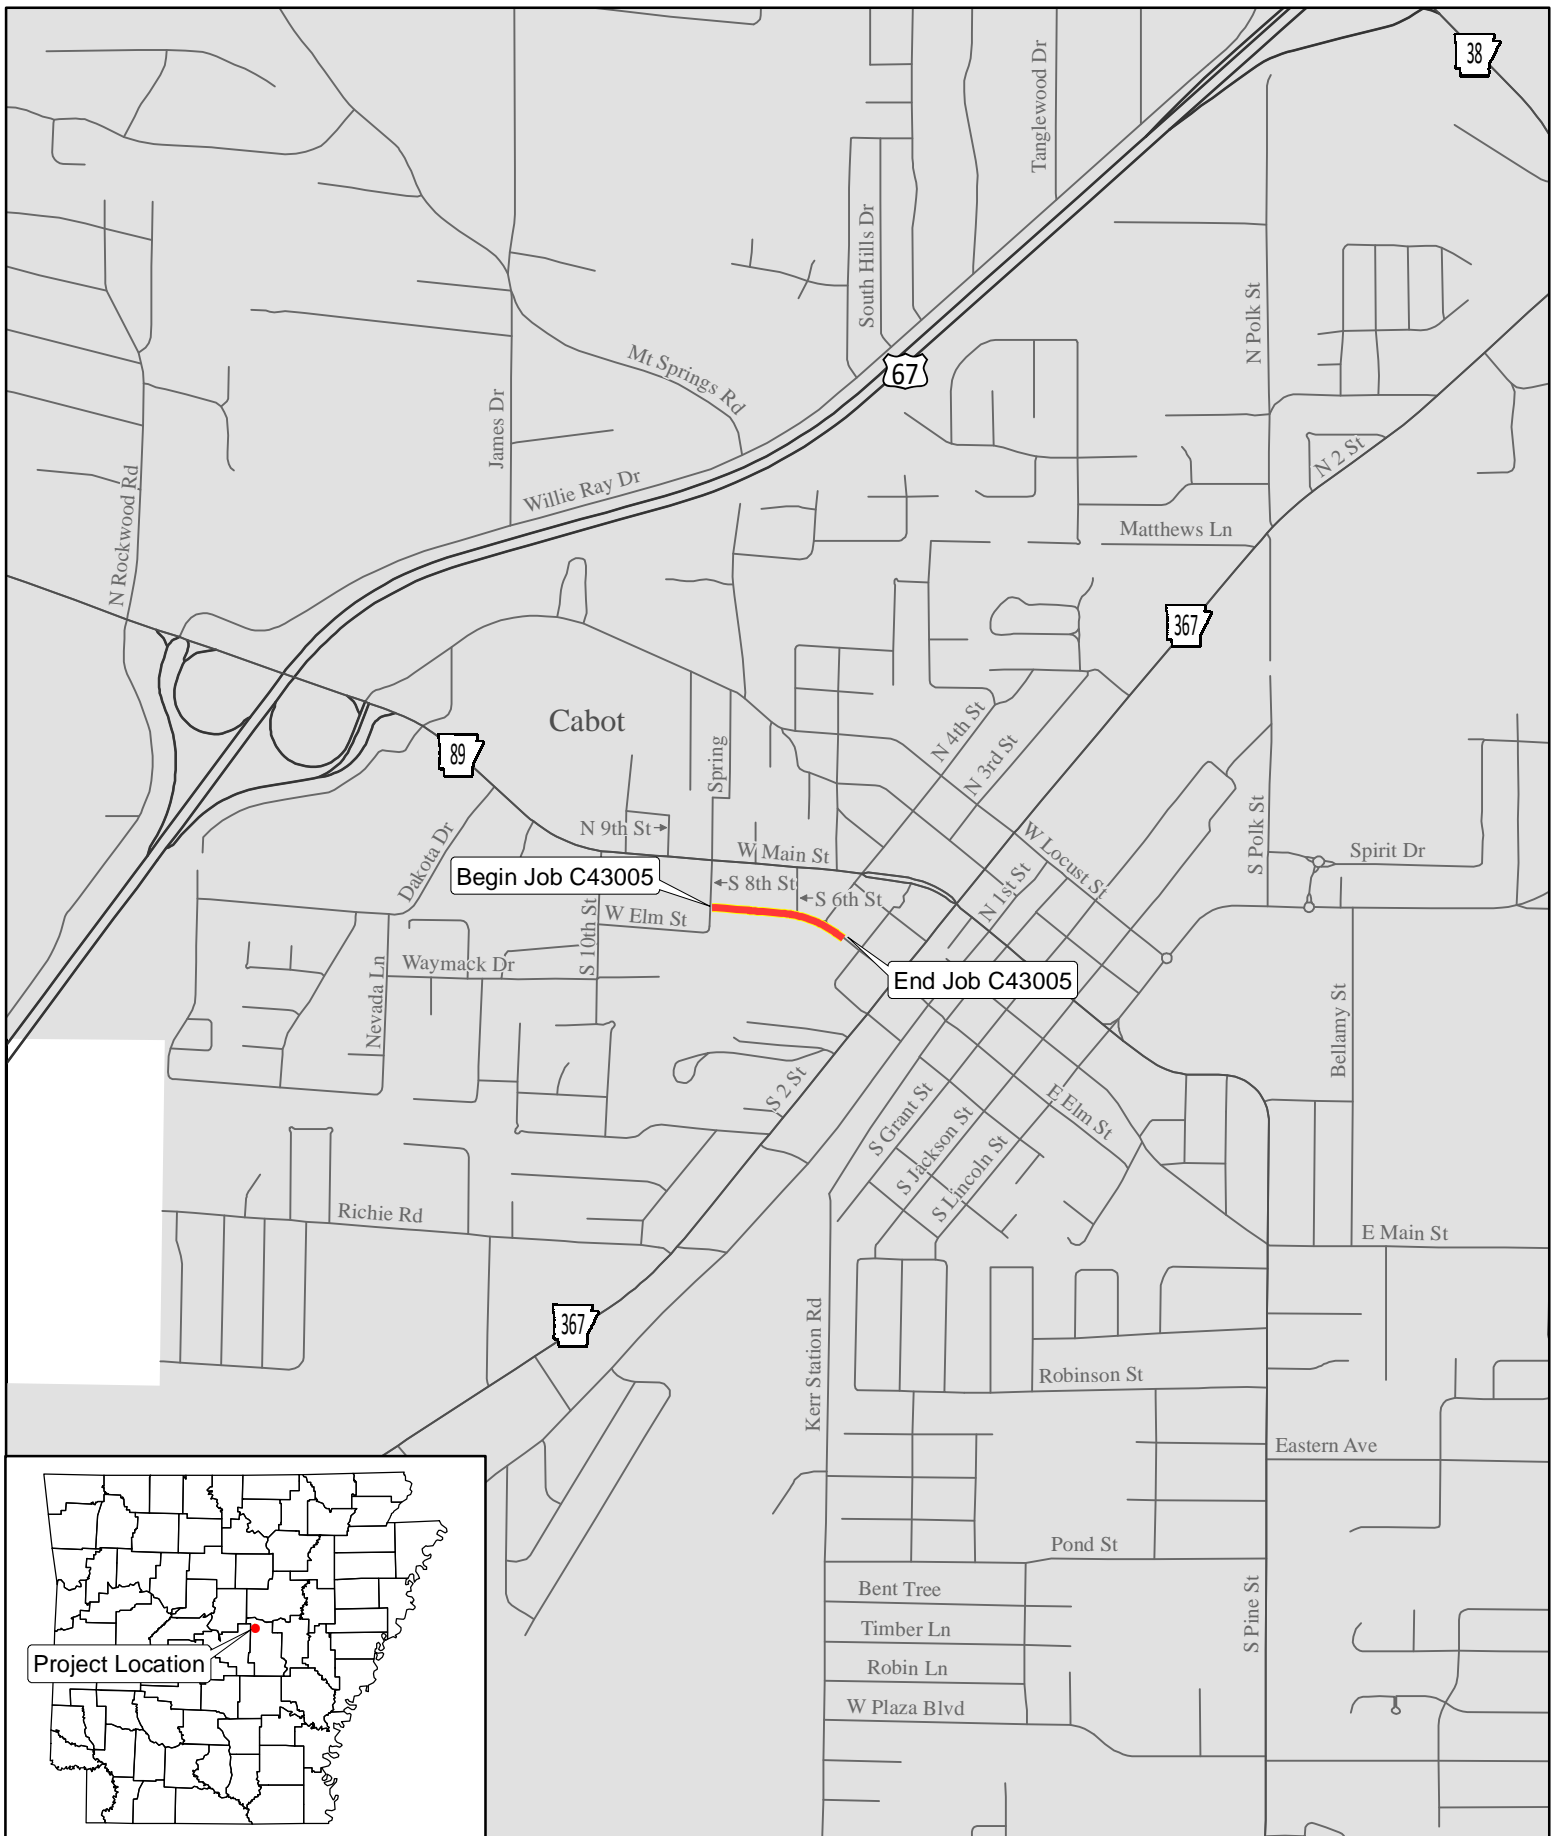 38
Tanglewood Dr
South Hills Dr
N Polk St
67
Mt Springs Rd
James Dr
N 2 St
N Rockwood Rd
Willie Ray Dr
Matthews Ln
367
Cabot
N 4th St
89
Spring
N 3rd St
N 9th St
W Main St
W Locust St
S Polk St
Spirit Dr
Dakota Dr
Begin Job C43005
S 8th St
S 6th St
N 1st St
W Elm St
S 10th St
Waymack Dr
End Job C43005
Nevada Ln
Bellamy St
S 2 St
S Grant St
E Elm St
S Jackson St
S Lincoln St
Richie Rd
E Main St
367
Kerr Station Rd
Robinson St
Eastern Ave
Pond St
Bent Tree
S Pine St
Timber Ln
Project Location
Robin Ln
W Plaza Blvd